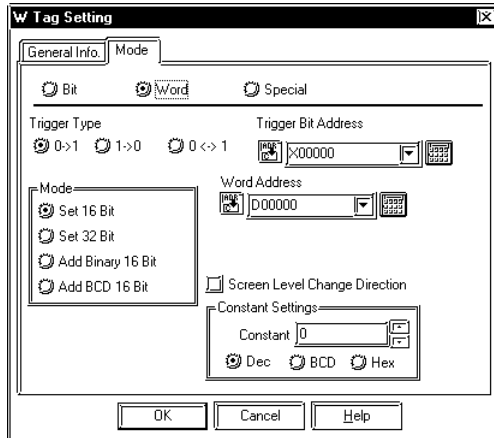 W Tag Setting
General Info. Mode
Bit Word Special
Trigger Type Trigger Bit Address
0->1 1->0 0 <-> 1 X00000
Mode Word Address
Set 16 Bit D00000
Set 32 Bit
Add Binary 16 Bit
Add BCD 16 Bit
Screen Level Change Direction
Constant Settings
Constant 0
Dec BCD Hex
OK Cancel Help